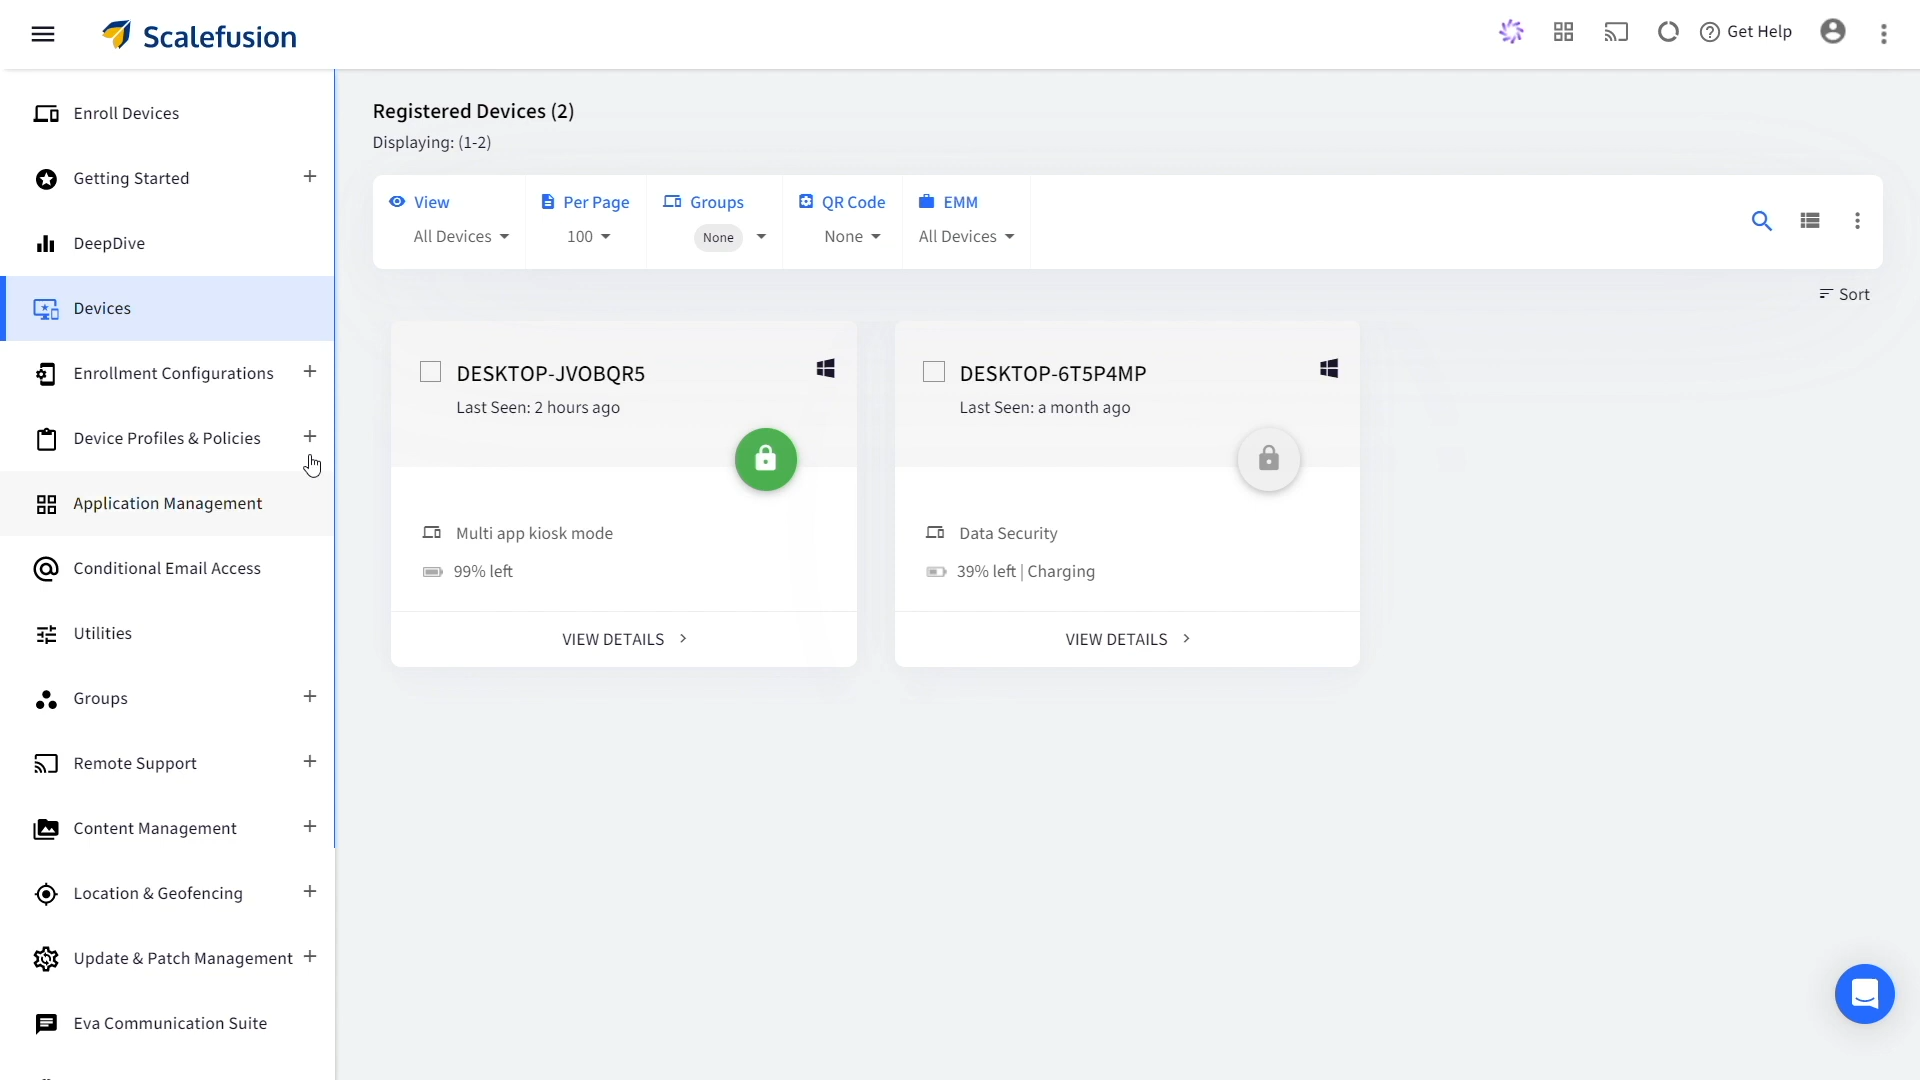 Scalefusion
Get Help
Enroll Devices
Getting Started
DeepDive
Devices
Enrollment Configurations
Device Profiles & Policies
Application Management
Conditional Email Access
Utilities
Groups
Remote Support
Content Management
Location & Geofencing
Update & Patch Management
Eva Communication Suite
Registered Devices (2)
Displaying: (1-2)
View
All Devices
Per Page
100
Groups
None
QR Code
None
EMM
All Devices
Sort
DESKTOP-JVOBQR5
Last Seen: 2 hours ago
Multi app kiosk mode
99% left
VIEW DETAILS
DESKTOP-6T5P4MP
Last Seen: a month ago
Data Security
39% left | Charging
VIEW DETAILS